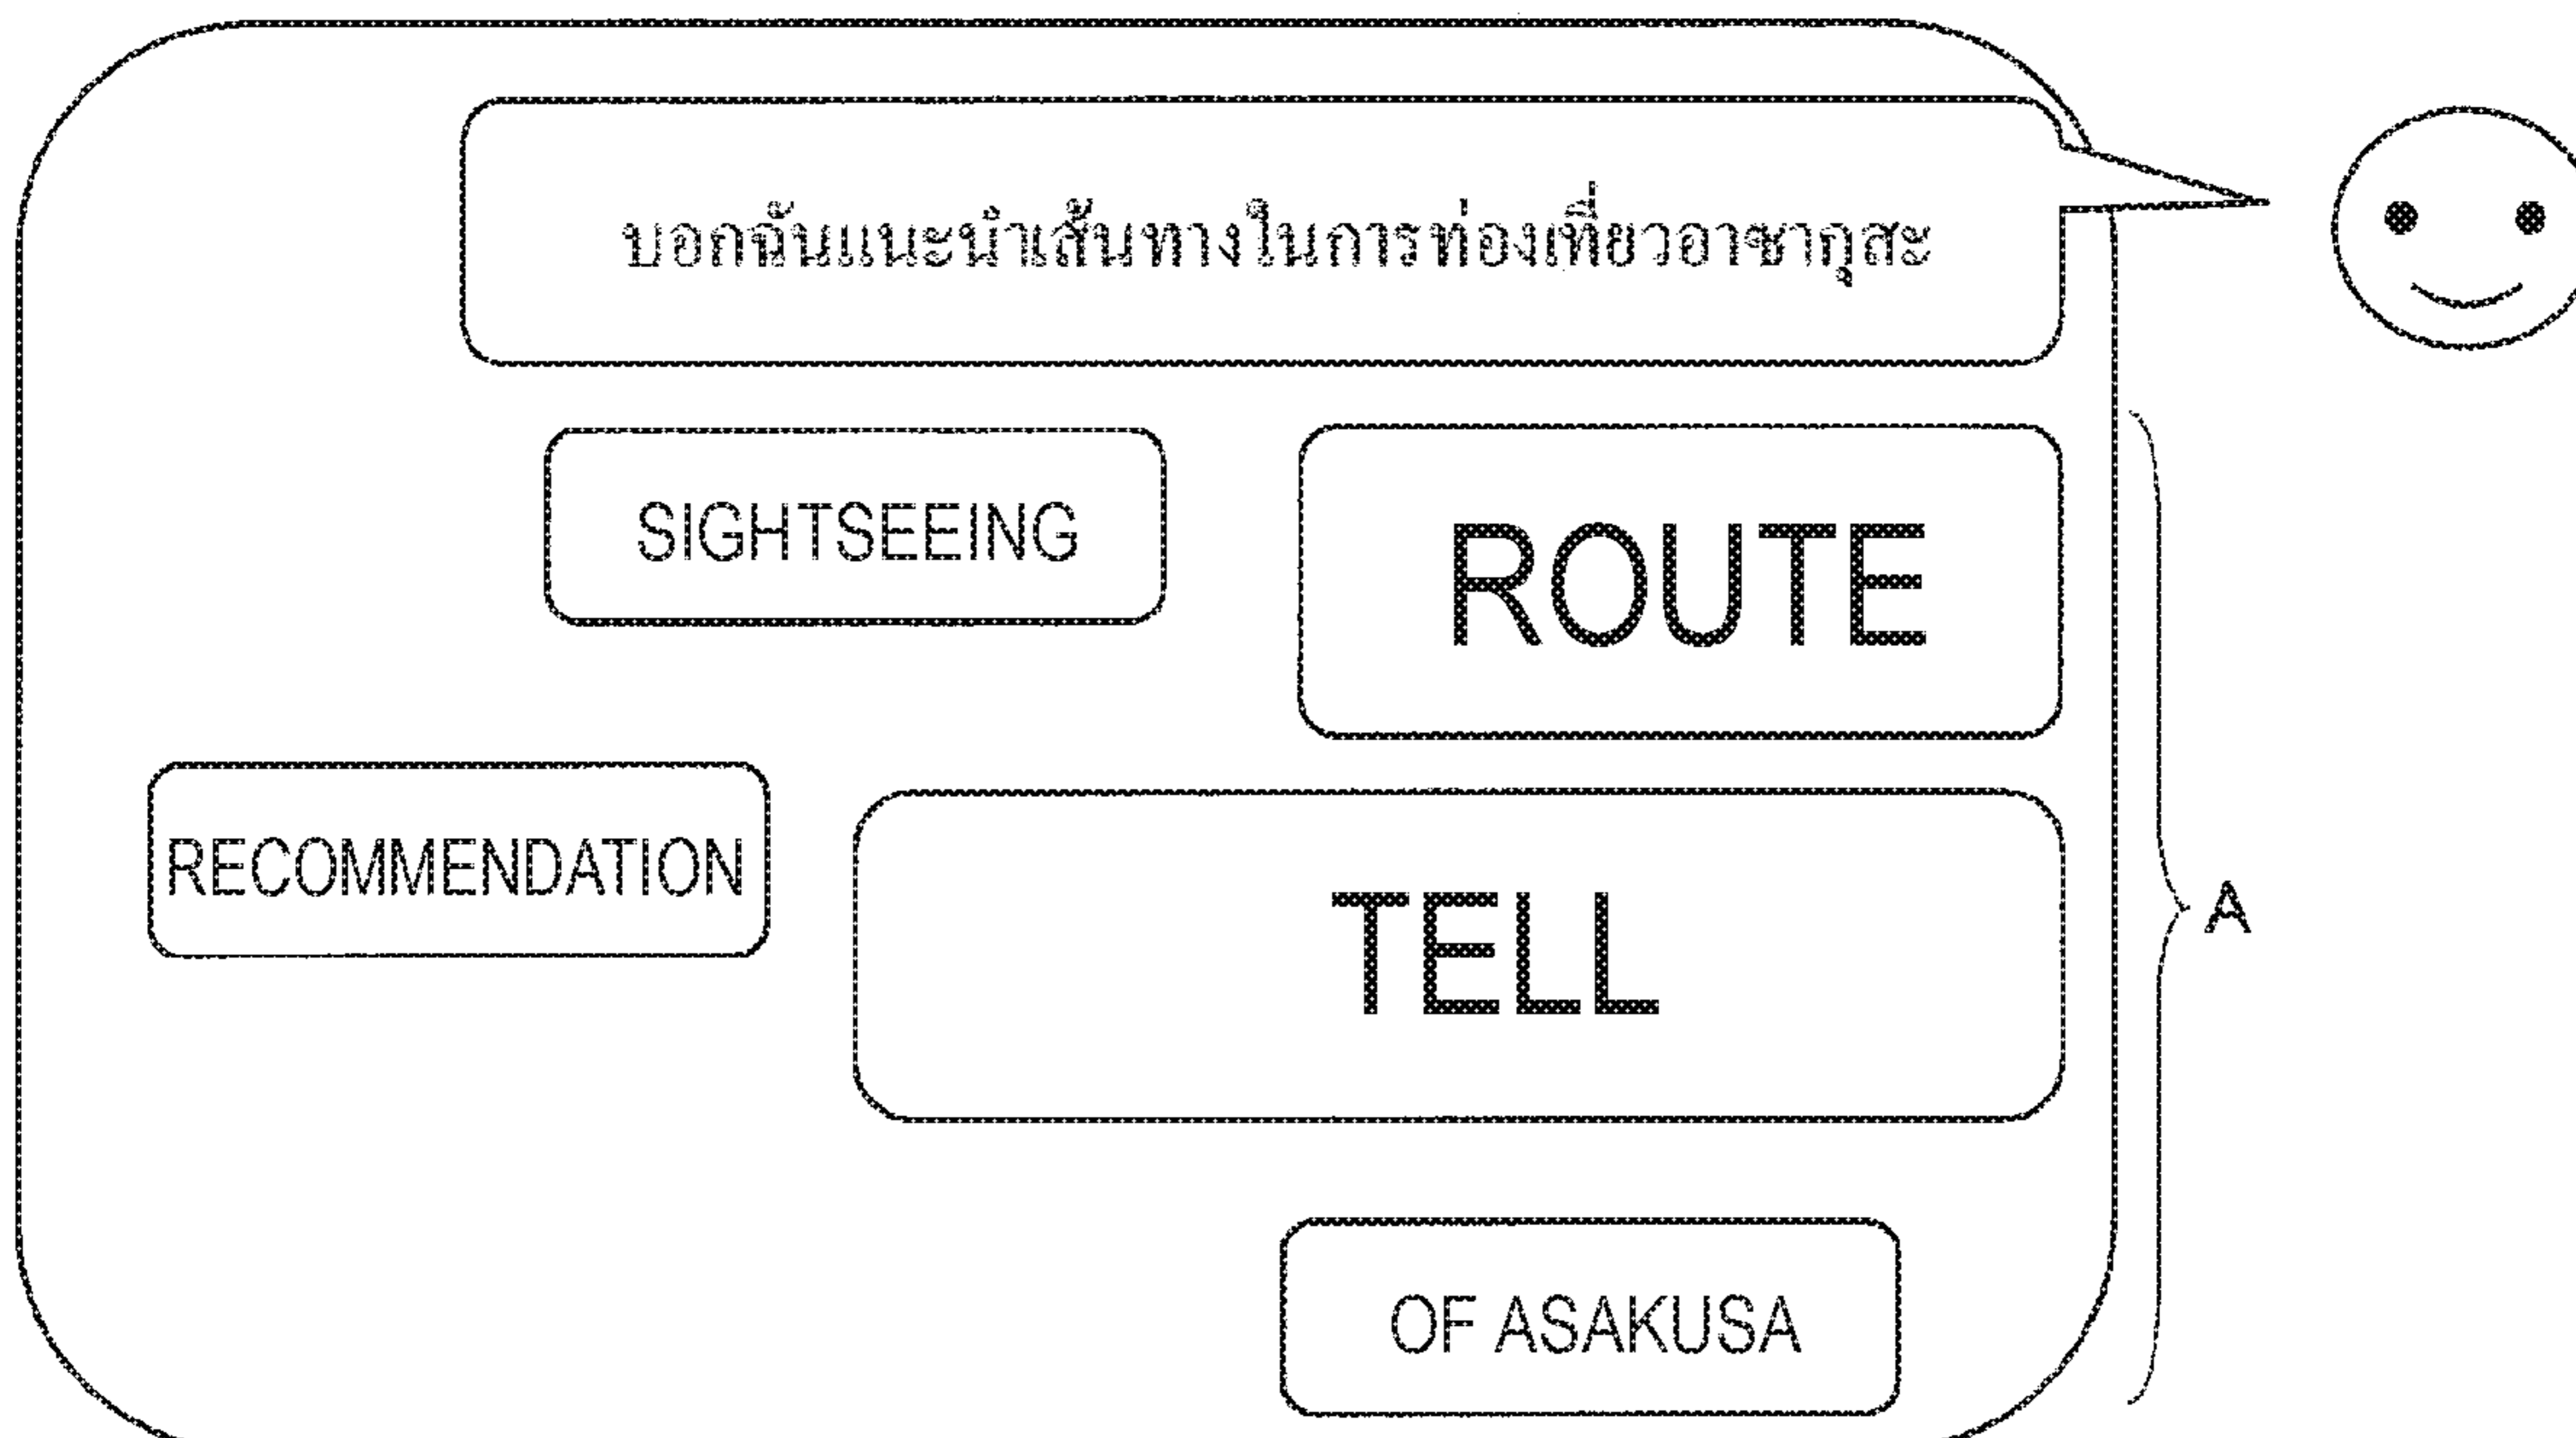 บอกฉันแนะนำเส้นทางในการท่องเที่ยวอาซากุสะ
SIGHTSEEING
ROUTE
RECOMMENDATION
TELL
A
OF ASAKUSA